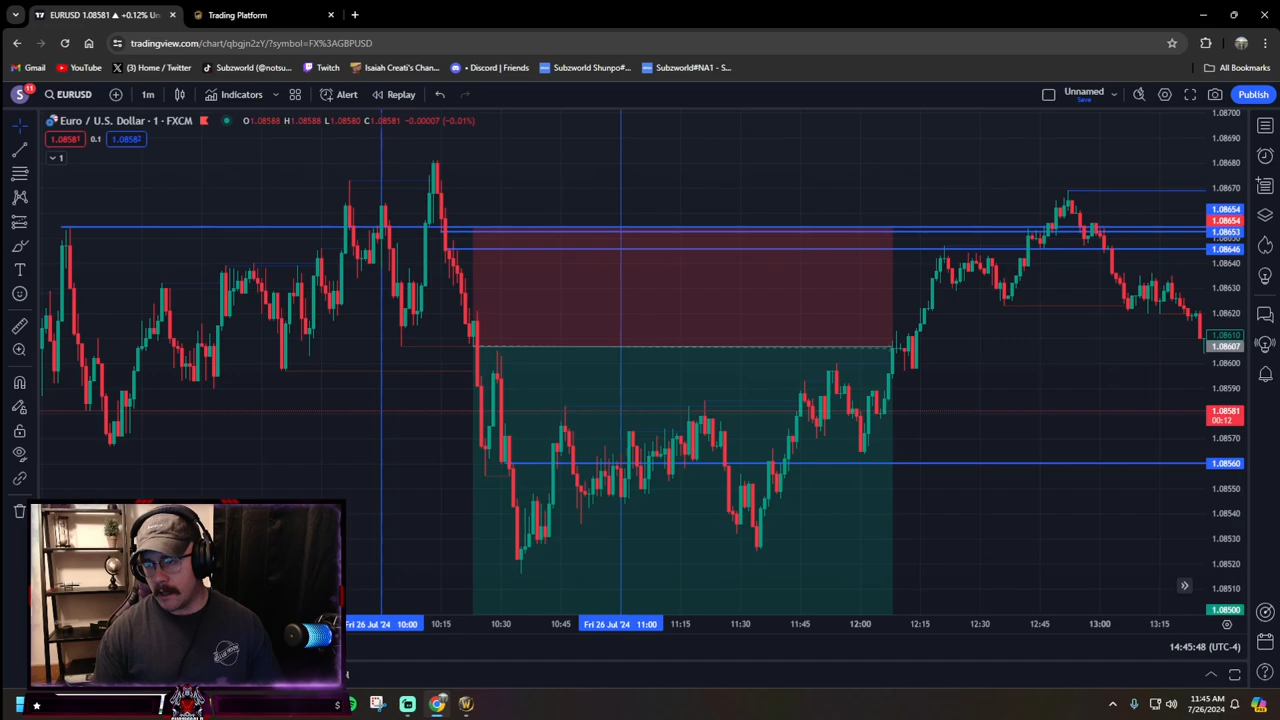 EURUSD 1.08581 ▲ +0.12% Un
Trading Platform
tradingview.com/chart/qbgjn2zY/?symbol=FX%3AGBPUSD
Gmail
YouTube
(3) Home / Twitter
Subzworld (@notsu...
Twitch
Isaiah Creati's Chan...
• Discord | Friends
Subzworld Shunpo#...
Subzworld#NA1 - S...
All Bookmarks
S 11
EURUSD
1m
Indicators
Alert
Replay
Unnamed
Save
Publish
Euro / U.S. Dollar · 1 · FXCM
O1.08588 H1.08588 L1.08580 C1.08581 -0.00007 (-0.01%)
1.08581
0.1
1.08582
1
1.08700
1.08690
1.08680
1.08670
1.08654
1.08654
1.08653
1.08646
1.08640
1.08630
1.08620
1.08610
1.08607
1.08600
1.08590
1.08581
00:12
1.08570
1.08560
1.08550
1.08540
1.08530
1.08520
1.08510
1.08500
Fri 26 Jul '24 10:00
10:15
10:30
10:45
Fri 26 Jul '24 11:00
11:15
11:30
11:45
12:00
12:15
12:30
12:45
13:00
13:15
14:45:48 (UTC-4)
$
11:45 AM
7/26/2024